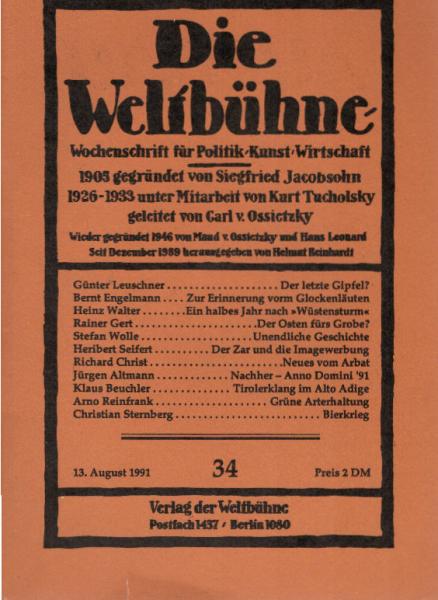 Die
Weltbühne
Wochenschrift für Politik·Kunst·Wirtschaft
1905 gegründet von Siegfried Jacobsohn
1926-1933 unter Mitarbeit von Kurt Tucholsky
geleitet von Carl v. Ossietzky
Wieder gegründet 1946 von Maud v. Ossietzky und Hans Leonard
Seit Dezember 1989 herausgegeben von Helmut Reinhardt
Günter Leuschner ........................ Der letzte Gipfel?
Bernt Engelmann .... Zur Erinnerung vorm Glockenläuten
Heinz Walter ........ Ein halbes Jahr nach »Wüstensturm«
Rainer Gert ..................... Der Osten fürs Grobe?
Stefan Wolle .................... Unendliche Geschichte
Heribert Seifert .......... Der Zar und die Imagewerbung
Richard Christ ........................ Neues vom Arbat
Jürgen Altmann ............ Nachher – Anno Domini '91
Klaus Beuchler .............. Tirolerklang im Alto Adige
Arno Reinfrank ..................... Grüne Arterhaltung
Christian Sternberg ......................... Bierkrieg
13. August 1991 34 Preis 2 DM
Verlag der Weltbühne
Postfach 1437 · Berlin 1080